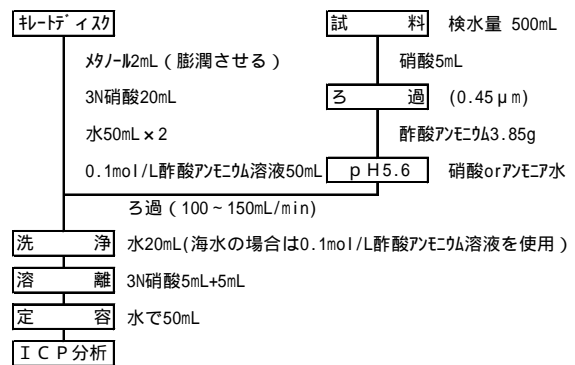 ｷﾚｰﾄﾃﾞｨｽｸ
試　料 検水量 500mL
ﾒﾀﾉｰﾙ2mL（膨潤させる） 硝酸5mL
3N硝酸20mL ろ　過 (0.45μm)
水50mL×2 酢酸ｱﾝﾓﾆｳﾑ3.85g
0.1mol/L酢酸ｱﾝﾓﾆｳﾑ溶液50mL ｐH5.6 硝酸orｱﾝﾓﾆｱ水
ろ過（100～150mL/min)
洗　浄 水20mL(海水の場合は0.1mol/L酢酸ｱﾝﾓﾆｳﾑ溶液を使用）
溶　離 3N硝酸5mL+5mL
定　容 水で50mL
ＩＣＰ分析